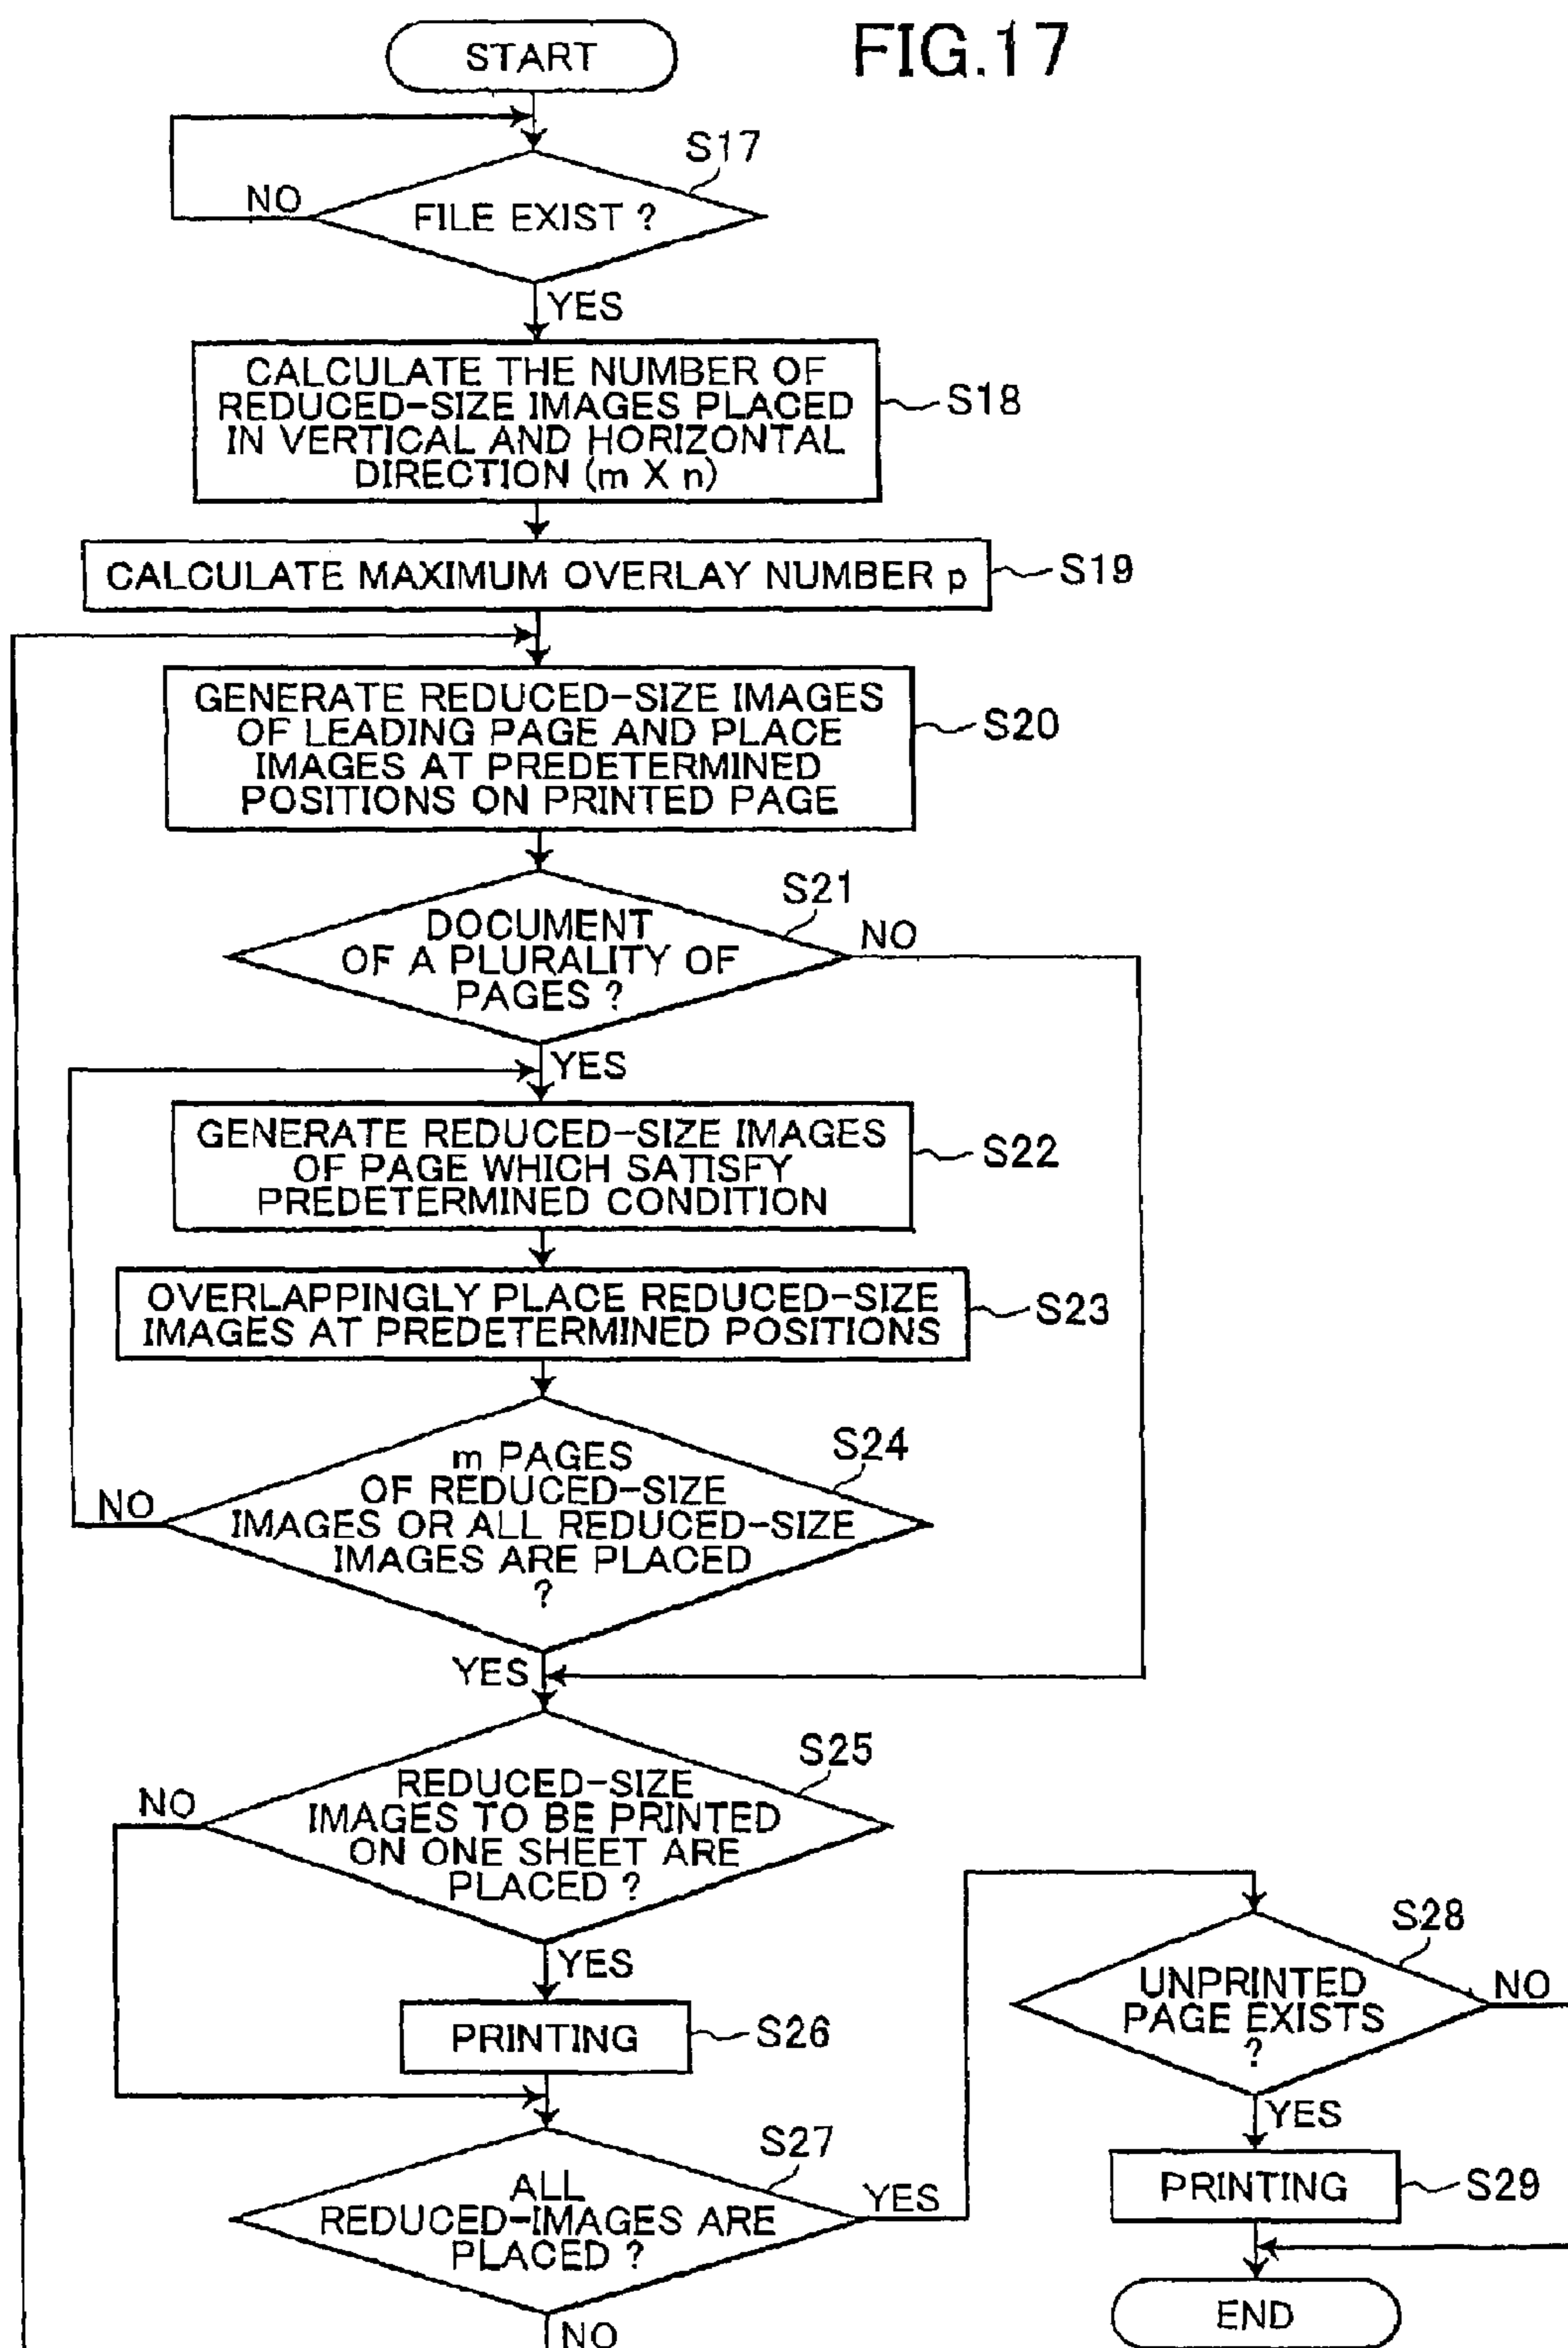 FIG.17
START
S17
NO
FILE EXIST ?
YES
CALCULATE THE NUMBER OF
REDUCED-SIZE IMAGES PLACED
IN VERTICAL AND HORIZONTAL
DIRECTION (m X n)
S18
CALCULATE MAXIMUM OVERLAY NUMBER p
S19
GENERATE REDUCED-SIZE IMAGES
OF LEADING PAGE AND PLACE
IMAGES AT PREDETERMINED
POSITIONS ON PRINTED PAGE
S20
S21
DOCUMENT
OF A PLURALITY OF
PAGES ?
NO
YES
GENERATE REDUCED-SIZE IMAGES
OF PAGE WHICH SATISFY
PREDETERMINED CONDITION
S22
OVERLAPPINGLY PLACE REDUCED-SIZE
IMAGES AT PREDETERMINED POSITIONS
S23
S24
m PAGES
OF REDUCED-SIZE
IMAGES OR ALL REDUCED-SIZE
IMAGES ARE PLACED
?
NO
YES
S25
NO
REDUCED-SIZE
IMAGES TO BE PRINTED
ON ONE SHEET ARE
PLACED ?
YES
PRINTING
S26
S27
ALL
REDUCED-IMAGES ARE
PLACED ?
YES
NO
S28
UNPRINTED
PAGE EXISTS
?
NO
YES
PRINTING
S29
END